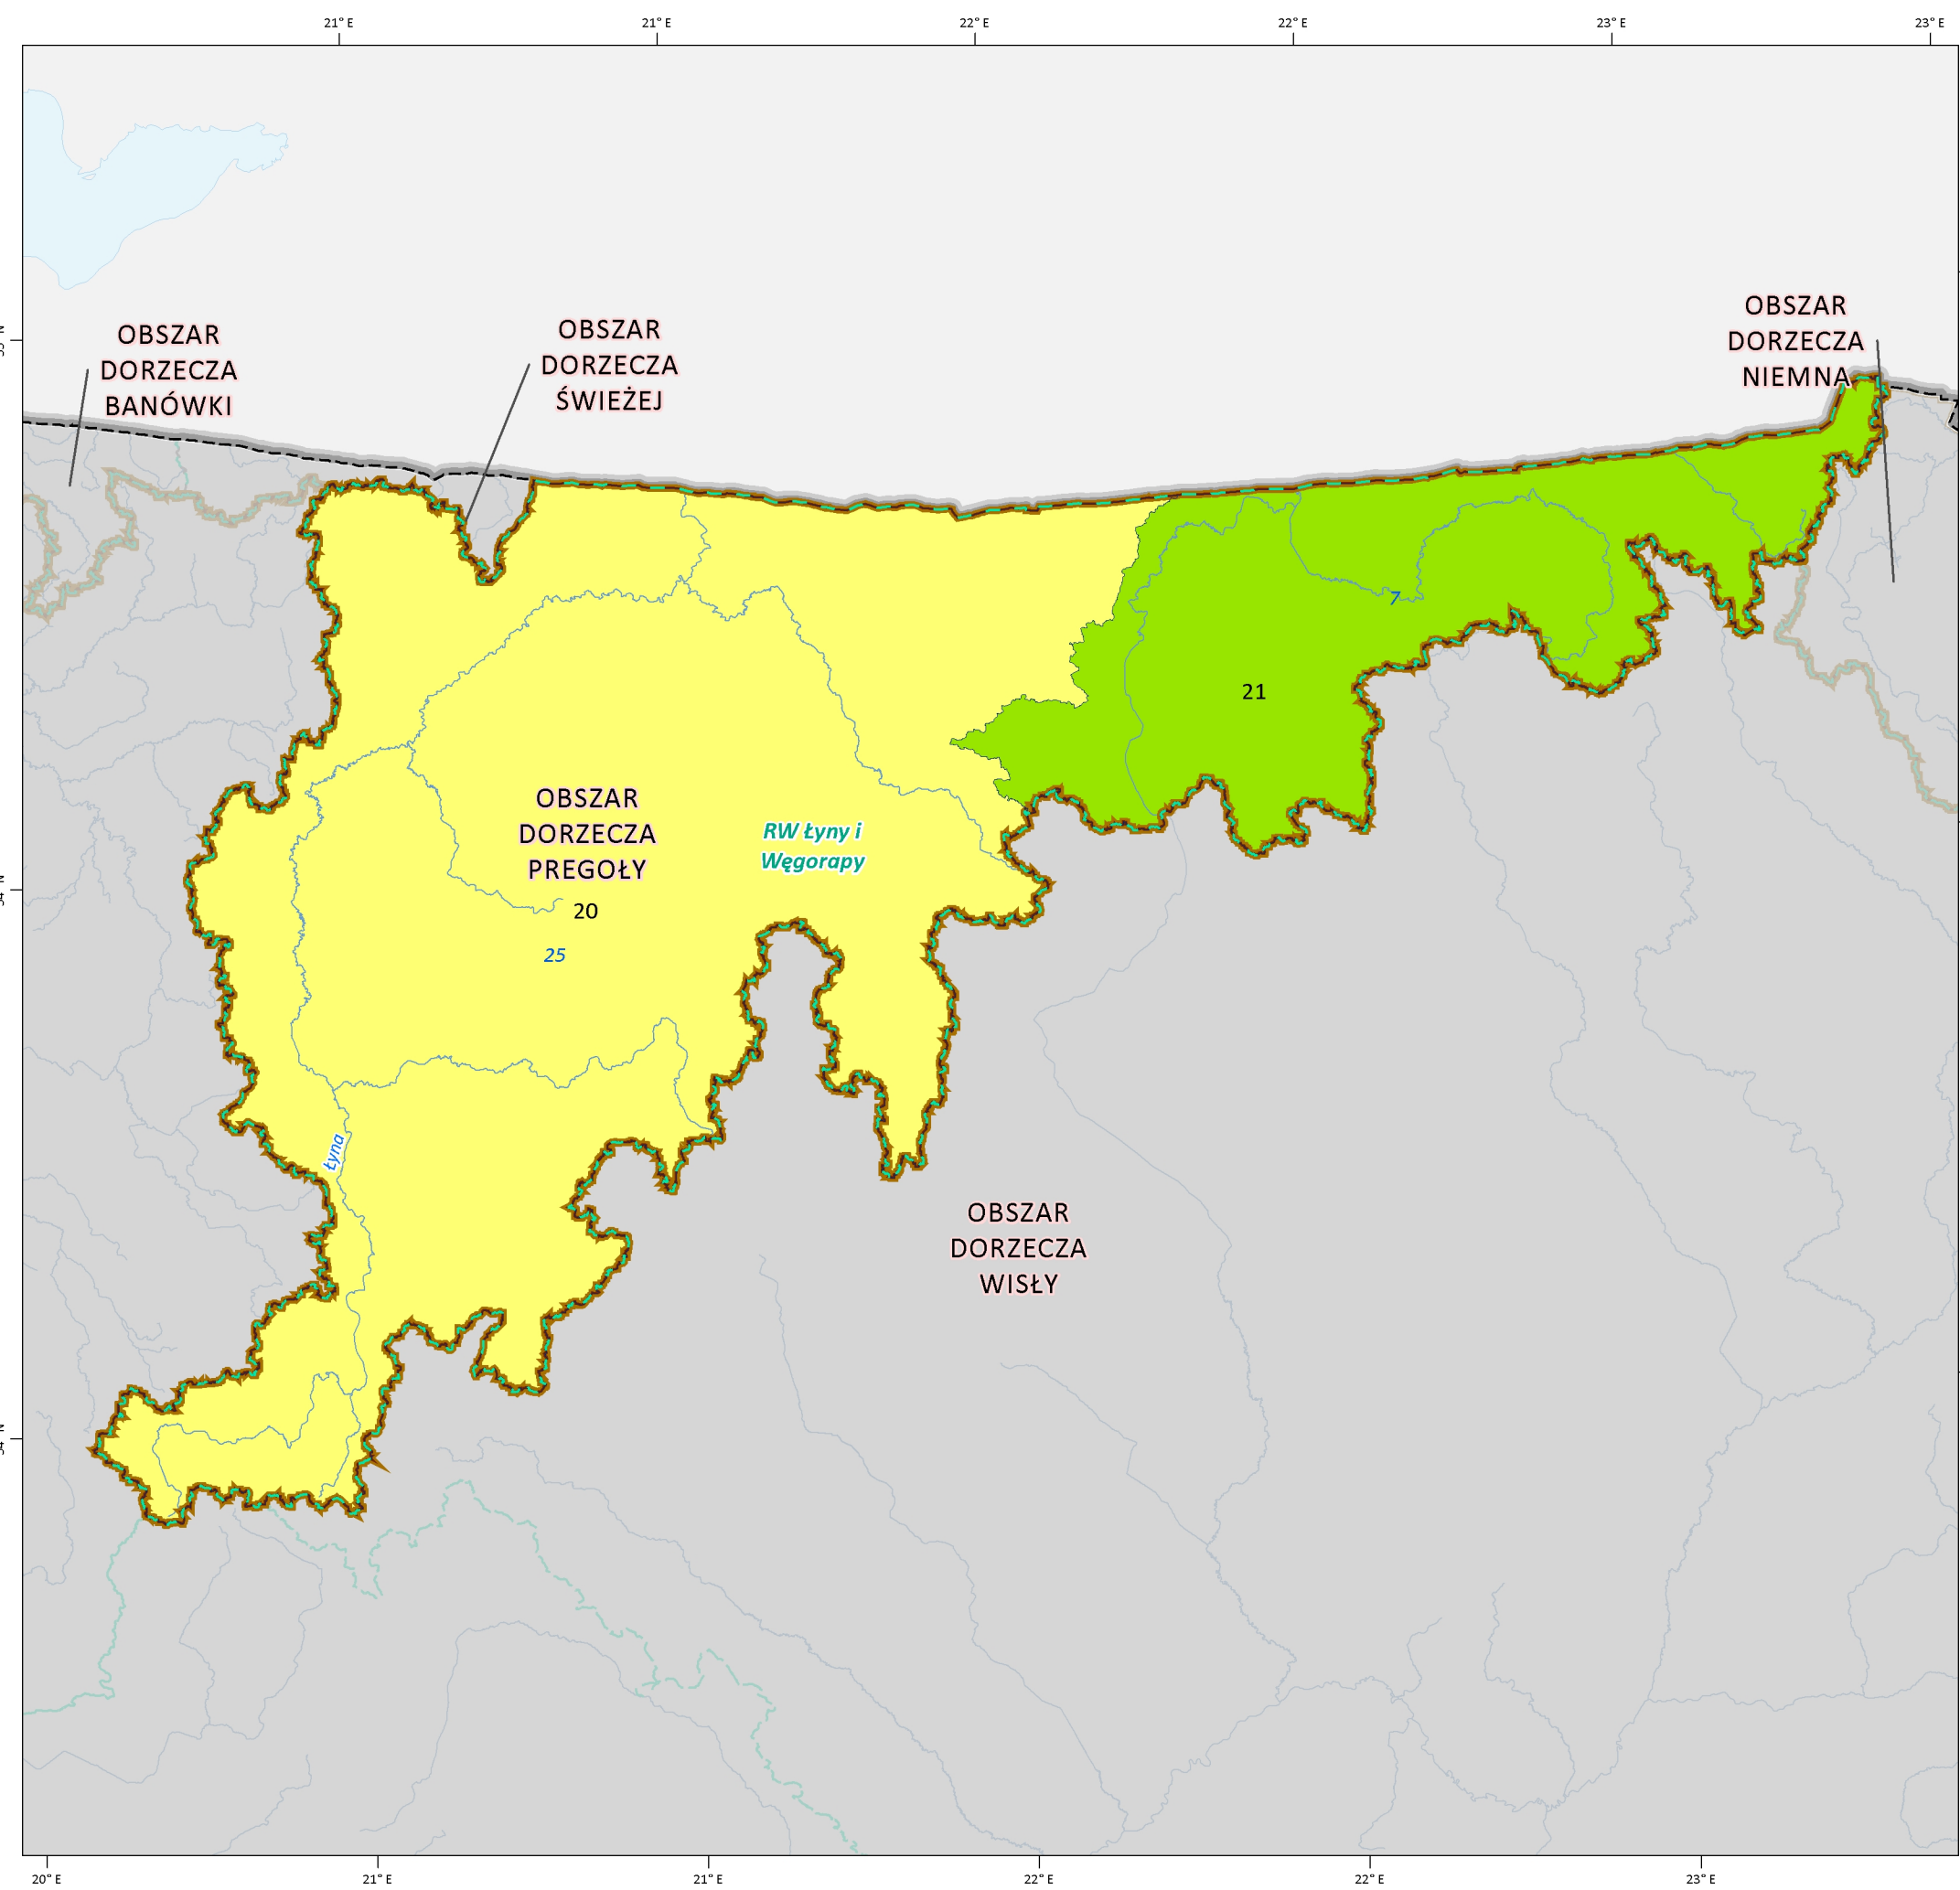 21° E
21° E
22° E
22° E
23° E
23° E
OBSZAR
DORZECZA
BANÓWKI
OBSZAR
DORZECZA
ŚWIEŻEJ
OBSZAR
DORZECZA
NIEMNA
7
21
OBSZAR
DORZECZA
PREGOŁY
20
25
RW Łyny i
Węgorapy
Łyna
OBSZAR
DORZECZA
WISŁY
20° E
21° E
21° E
22° E
22° E
23° E